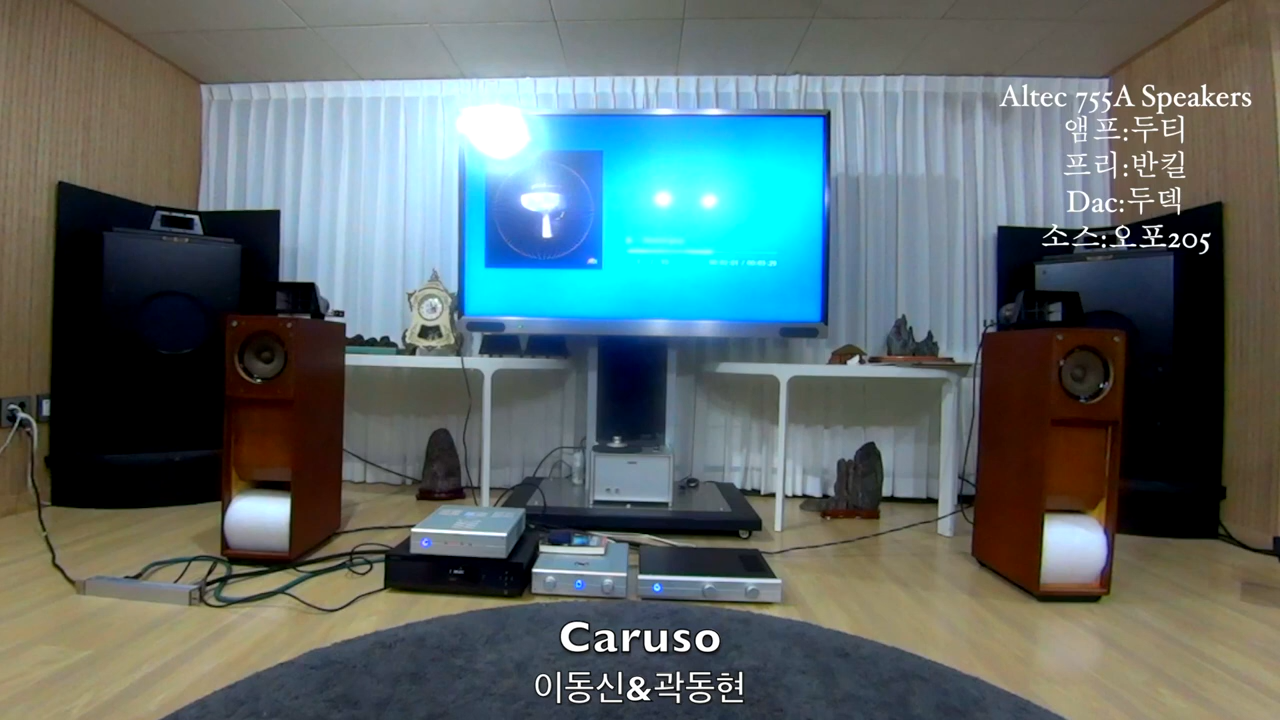 Altec 755A Speakers
앰프:두티
프리:반킬
Dac:두덱
소스:오포205
Caruso
이동신&곽동현